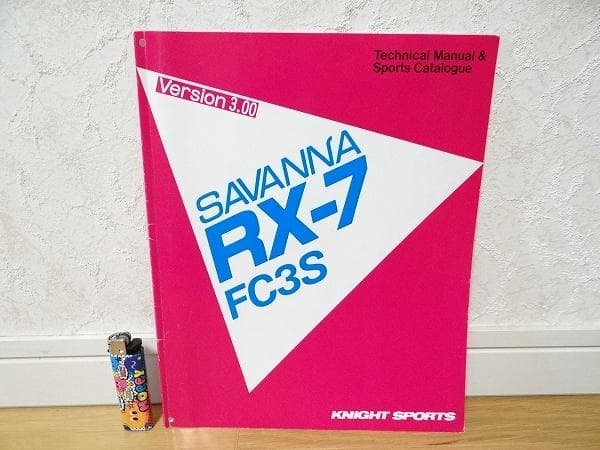 Technical Manual &
Sports Catalogue
Version 3.00
SAVANNA
RX-7
FC3S
KNIGHT SPORTS